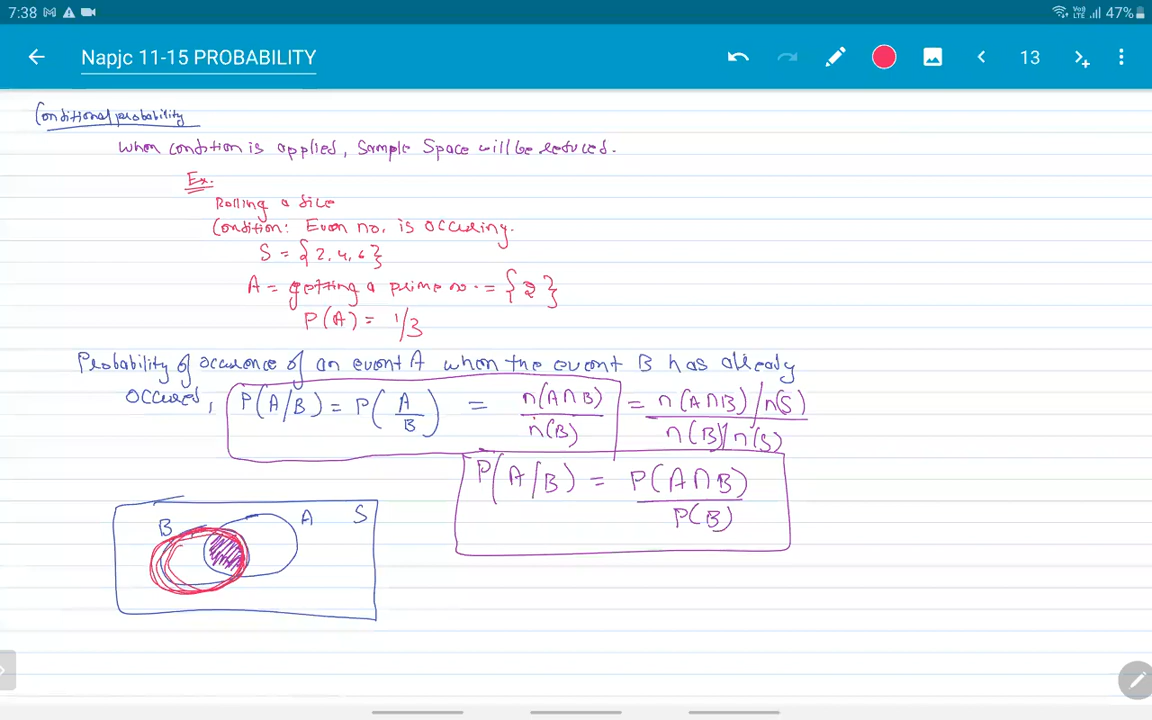 7:38 47%
Napjc 11-15 PROBABILITY 13
Conditional probability
When condition is applied, Sample Space will be reduced.
Ex.
Rolling a dice
Condition: Even no. is occuring.
S = {2, 4, 6}
A = getting a prime no. = {2}
P(A) = 1/3
Probability of occurence of an event A when the event B has already
occured, P(A/B) = P(A/B) = n(A∩B)/n(B) = n(A∩B)/n(S) / n(B)/n(S)
P(A/B) = P(A∩B)/P(B)
B A S